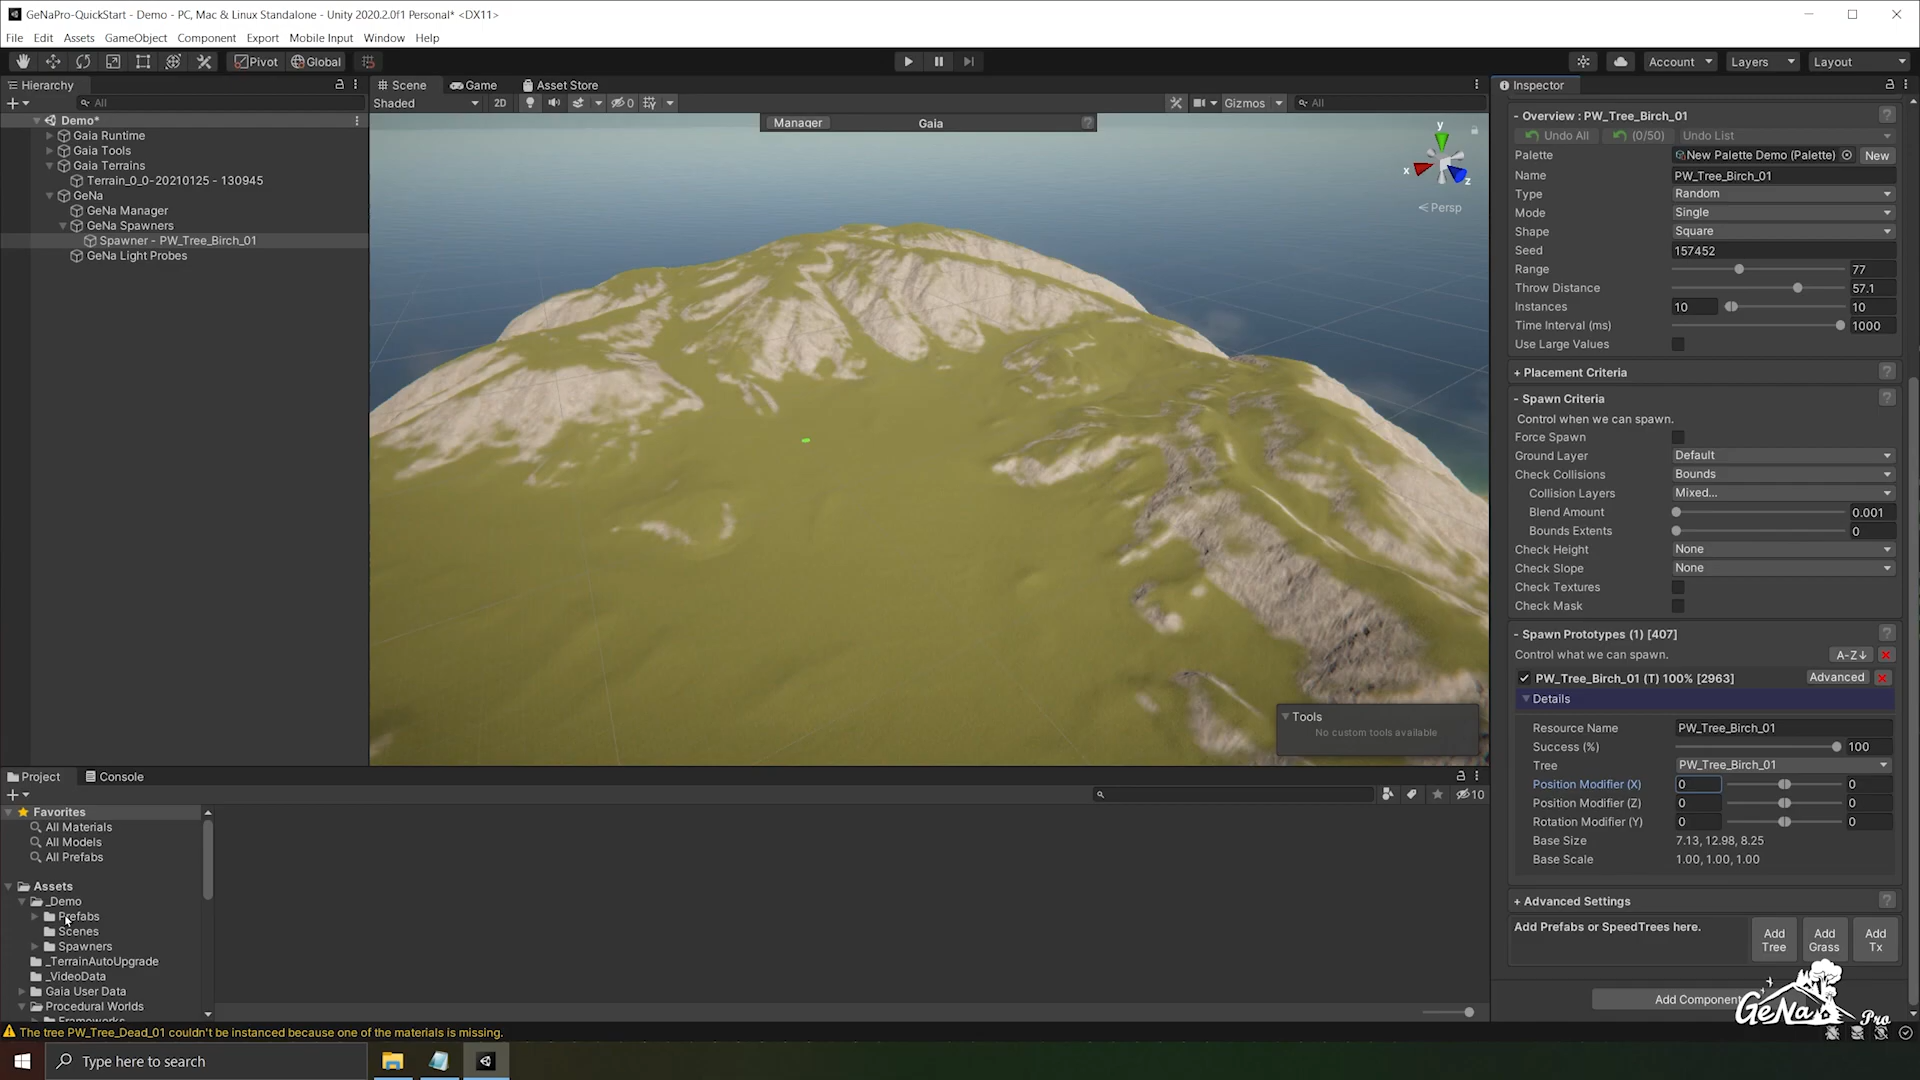 GeNaPro-QuickStart - Demo - PC, Mac & Linux Standalone - Unity 2020.2.0f1 Personal* <DX11>
File Edit Assets GameObject Component Export Mobile Input Window Help
Pivot Global Account Layers Layout
Hierarchy
All
Demo*
Gaia Runtime
Gaia Tools
Gaia Terrains
Terrain_0_0-20210125 - 130945
GeNa
GeNa Manager
GeNa Spawners
Spawner - PW_Tree_Birch_01
GeNa Light Probes
Scene Game Asset Store
Shaded 2D 0 Gizmos All
Manager Gaia
y
x
z
Persp
Tools
No custom tools available
Inspector
- Overview : PW_Tree_Birch_01
Undo All (0/50) Undo List
Palette New Palette Demo (Palette) New
Name PW_Tree_Birch_01
Type Random
Mode Single
Shape Square
Seed 157452
Range 77
Throw Distance 57.1
Instances 10 10
Time Interval (ms) 1000
Use Large Values
+ Placement Criteria
- Spawn Criteria
Control when we can spawn.
Force Spawn
Ground Layer Default
Check Collisions Bounds
Collision Layers Mixed...
Blend Amount 0.001
Bounds Extents 0
Check Height None
Check Slope None
Check Textures
Check Mask
- Spawn Prototypes (1) [407]
Control what we can spawn. A-Z↓
PW_Tree_Birch_01 (T) 100% [2963] Advanced
Details
Resource Name PW_Tree_Birch_01
Success (%) 100
Tree PW_Tree_Birch_01
Position Modifier (X) 0 0
Position Modifier (Z) 0 0
Rotation Modifier (Y) 0 0
Base Size 7.13, 12.98, 8.25
Base Scale 1.00, 1.00, 1.00
+ Advanced Settings
Add Prefabs or SpeedTrees here.
Add Tree
Add Grass
Add Tx
Add Component
GeNa Pro
Project Console
10
Favorites
All Materials
All Models
All Prefabs
Assets
_Demo
Prefabs
Scenes
Spawners
_TerrainAutoUpgrade
_VideoData
Gaia User Data
Procedural Worlds
Frameworks
The tree PW_Tree_Dead_01 couldn't be instanced because one of the materials is missing.
Type here to search